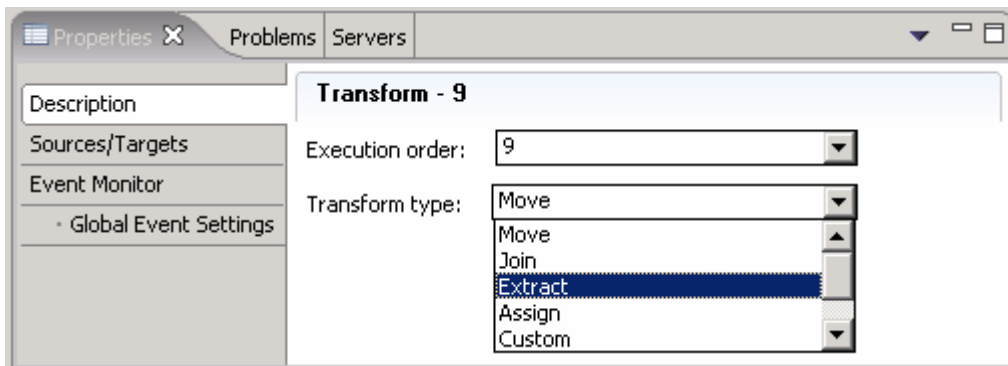 Properties Problems Servers
Description
Sources/Targets
Event Monitor
· Global Event Settings
Transform - 9
Execution order: 9
Transform type: Move
Move
Join
Extract
Assign
Custom